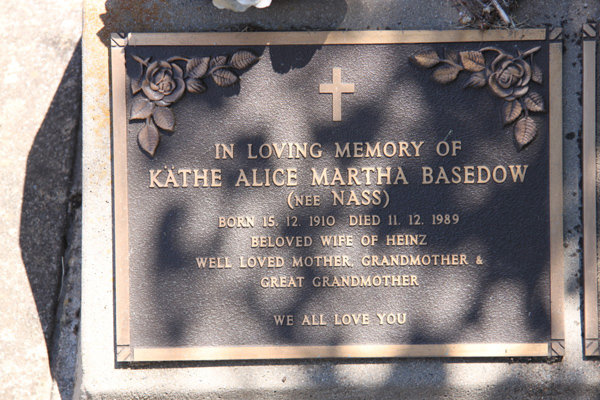 IN LOVING MEMORY OF
KÄTHE ALICE MARTHA BASEDOW
(NEE NASS)
BORN 15. 12. 1910 DIED 11. 12. 1989
BELOVED WIFE OF HEINZ
WELL LOVED MOTHER, GRANDMOTHER &
GREAT GRANDMOTHER
WE ALL LOVE YOU